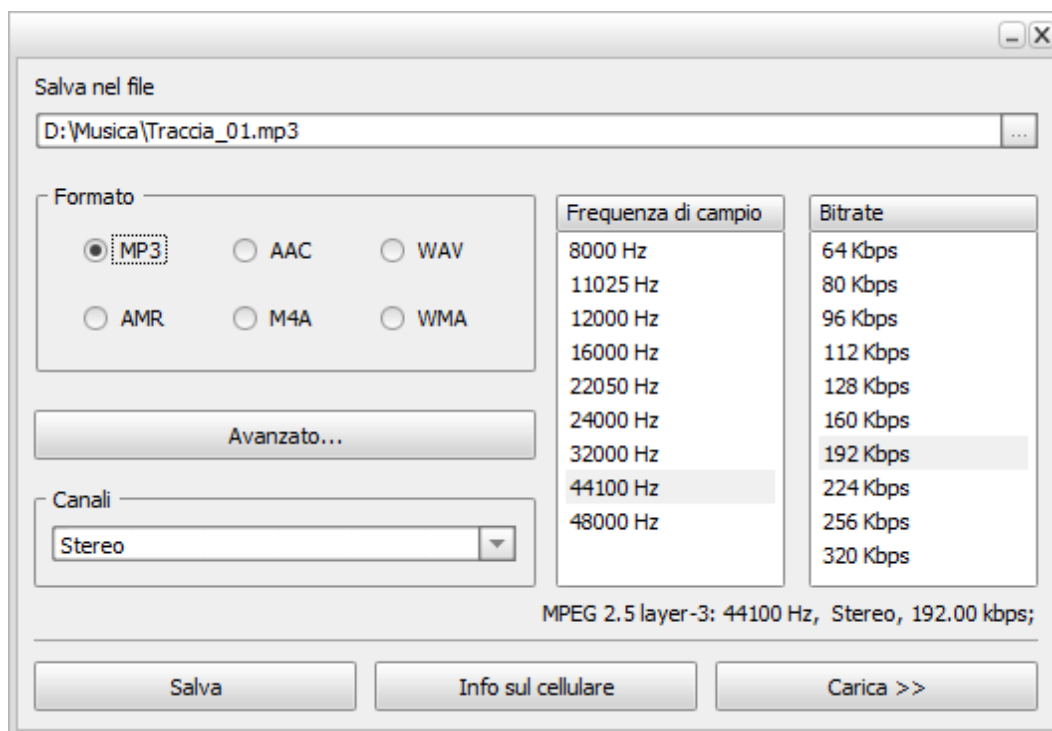 Salva nel file
D:\Musica\Traccia_01.mp3
...
Formato
MP3 AAC WAV
AMR M4A WMA
Avanzato...
Canali
Stereo
Frequenza di campio
8000 Hz
11025 Hz
12000 Hz
16000 Hz
22050 Hz
24000 Hz
32000 Hz
44100 Hz
48000 Hz
Bitrate
64 Kbps
80 Kbps
96 Kbps
112 Kbps
128 Kbps
160 Kbps
192 Kbps
224 Kbps
256 Kbps
320 Kbps
MPEG 2.5 layer-3: 44100 Hz, Stereo, 192.00 kbps;
Salva Info sul cellulare Carica >>